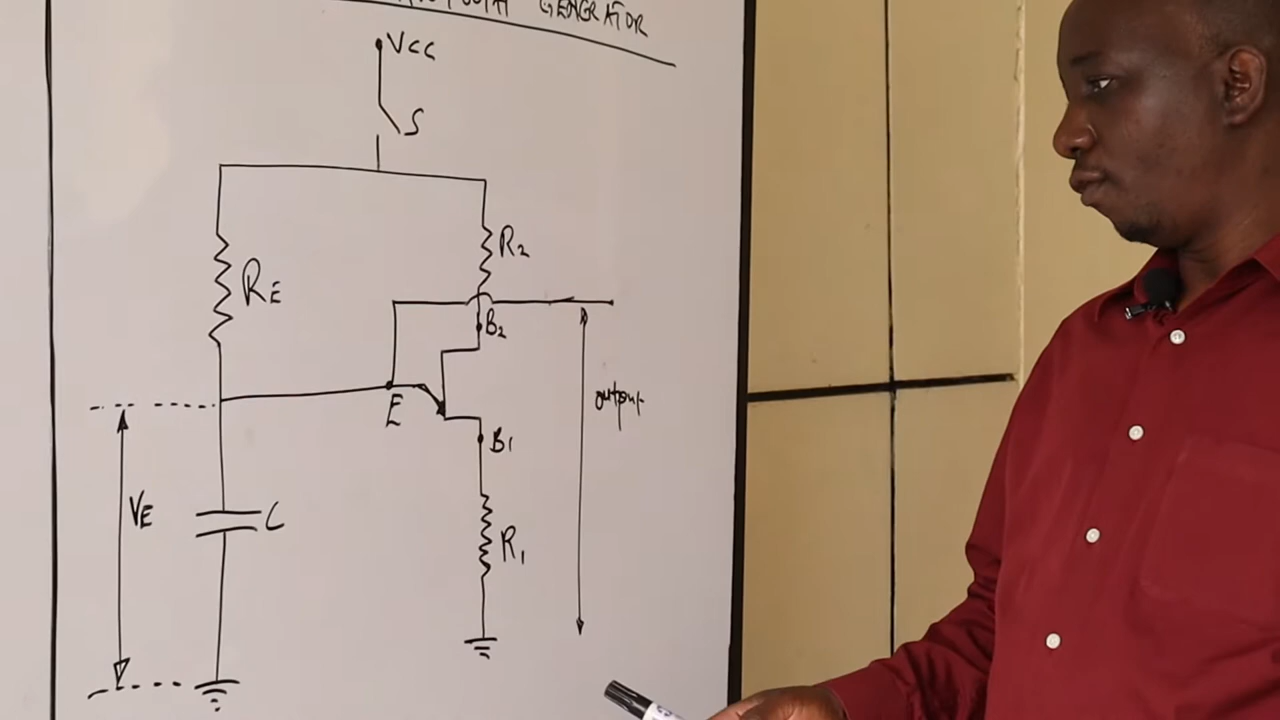 GENERATOR
VCC
S
R2
RE
B2
E
output
B1
VE
C
R1